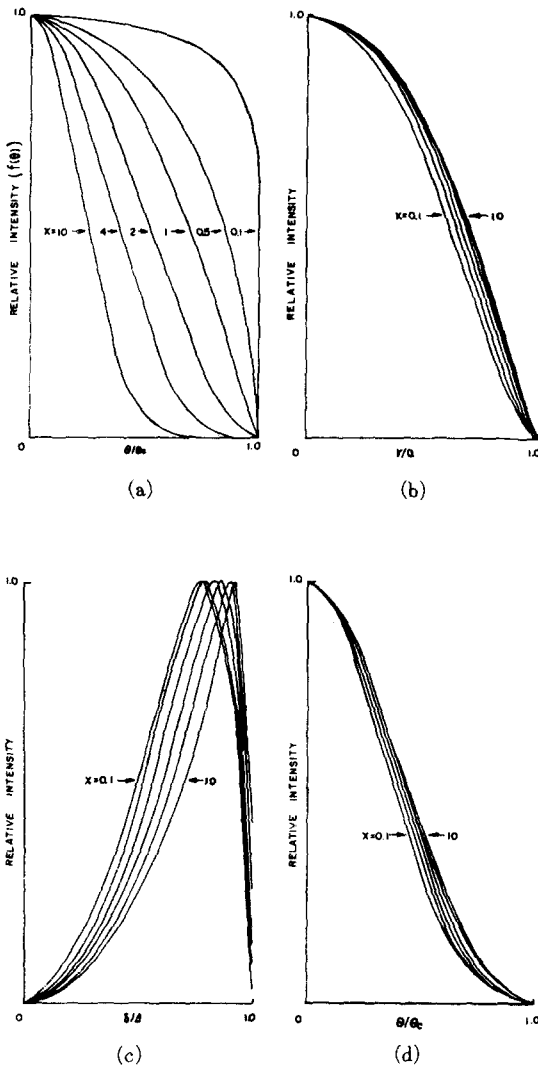 1.0
RELATIVE INTENSITY (f(θ))
X=10 4 2 1 0.5 0.1
0
θ/θc
1.0
(a)
1.0
RELATIVE INTENSITY
X=0.1 10
0
r/a
1.0
(b)
1.0
RELATIVE INTENSITY
X=0.1 10
0
1.0
(c)
1.0
RELATIVE INTENSITY
X=0.1 10
0
θ/θc
1.0
(d)